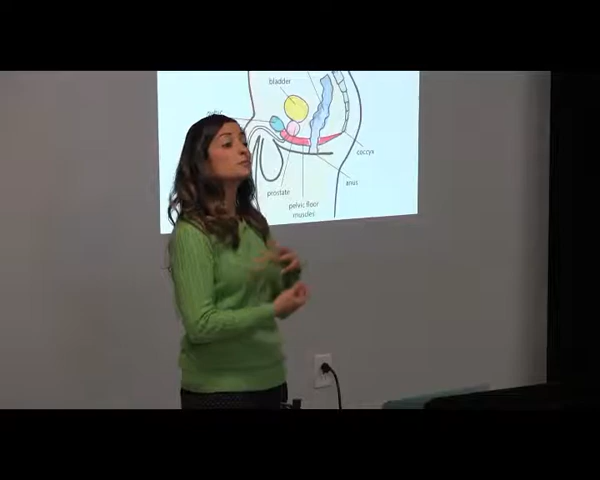 bladder
coccyx
anus
prostate
pelvic floor
muscles